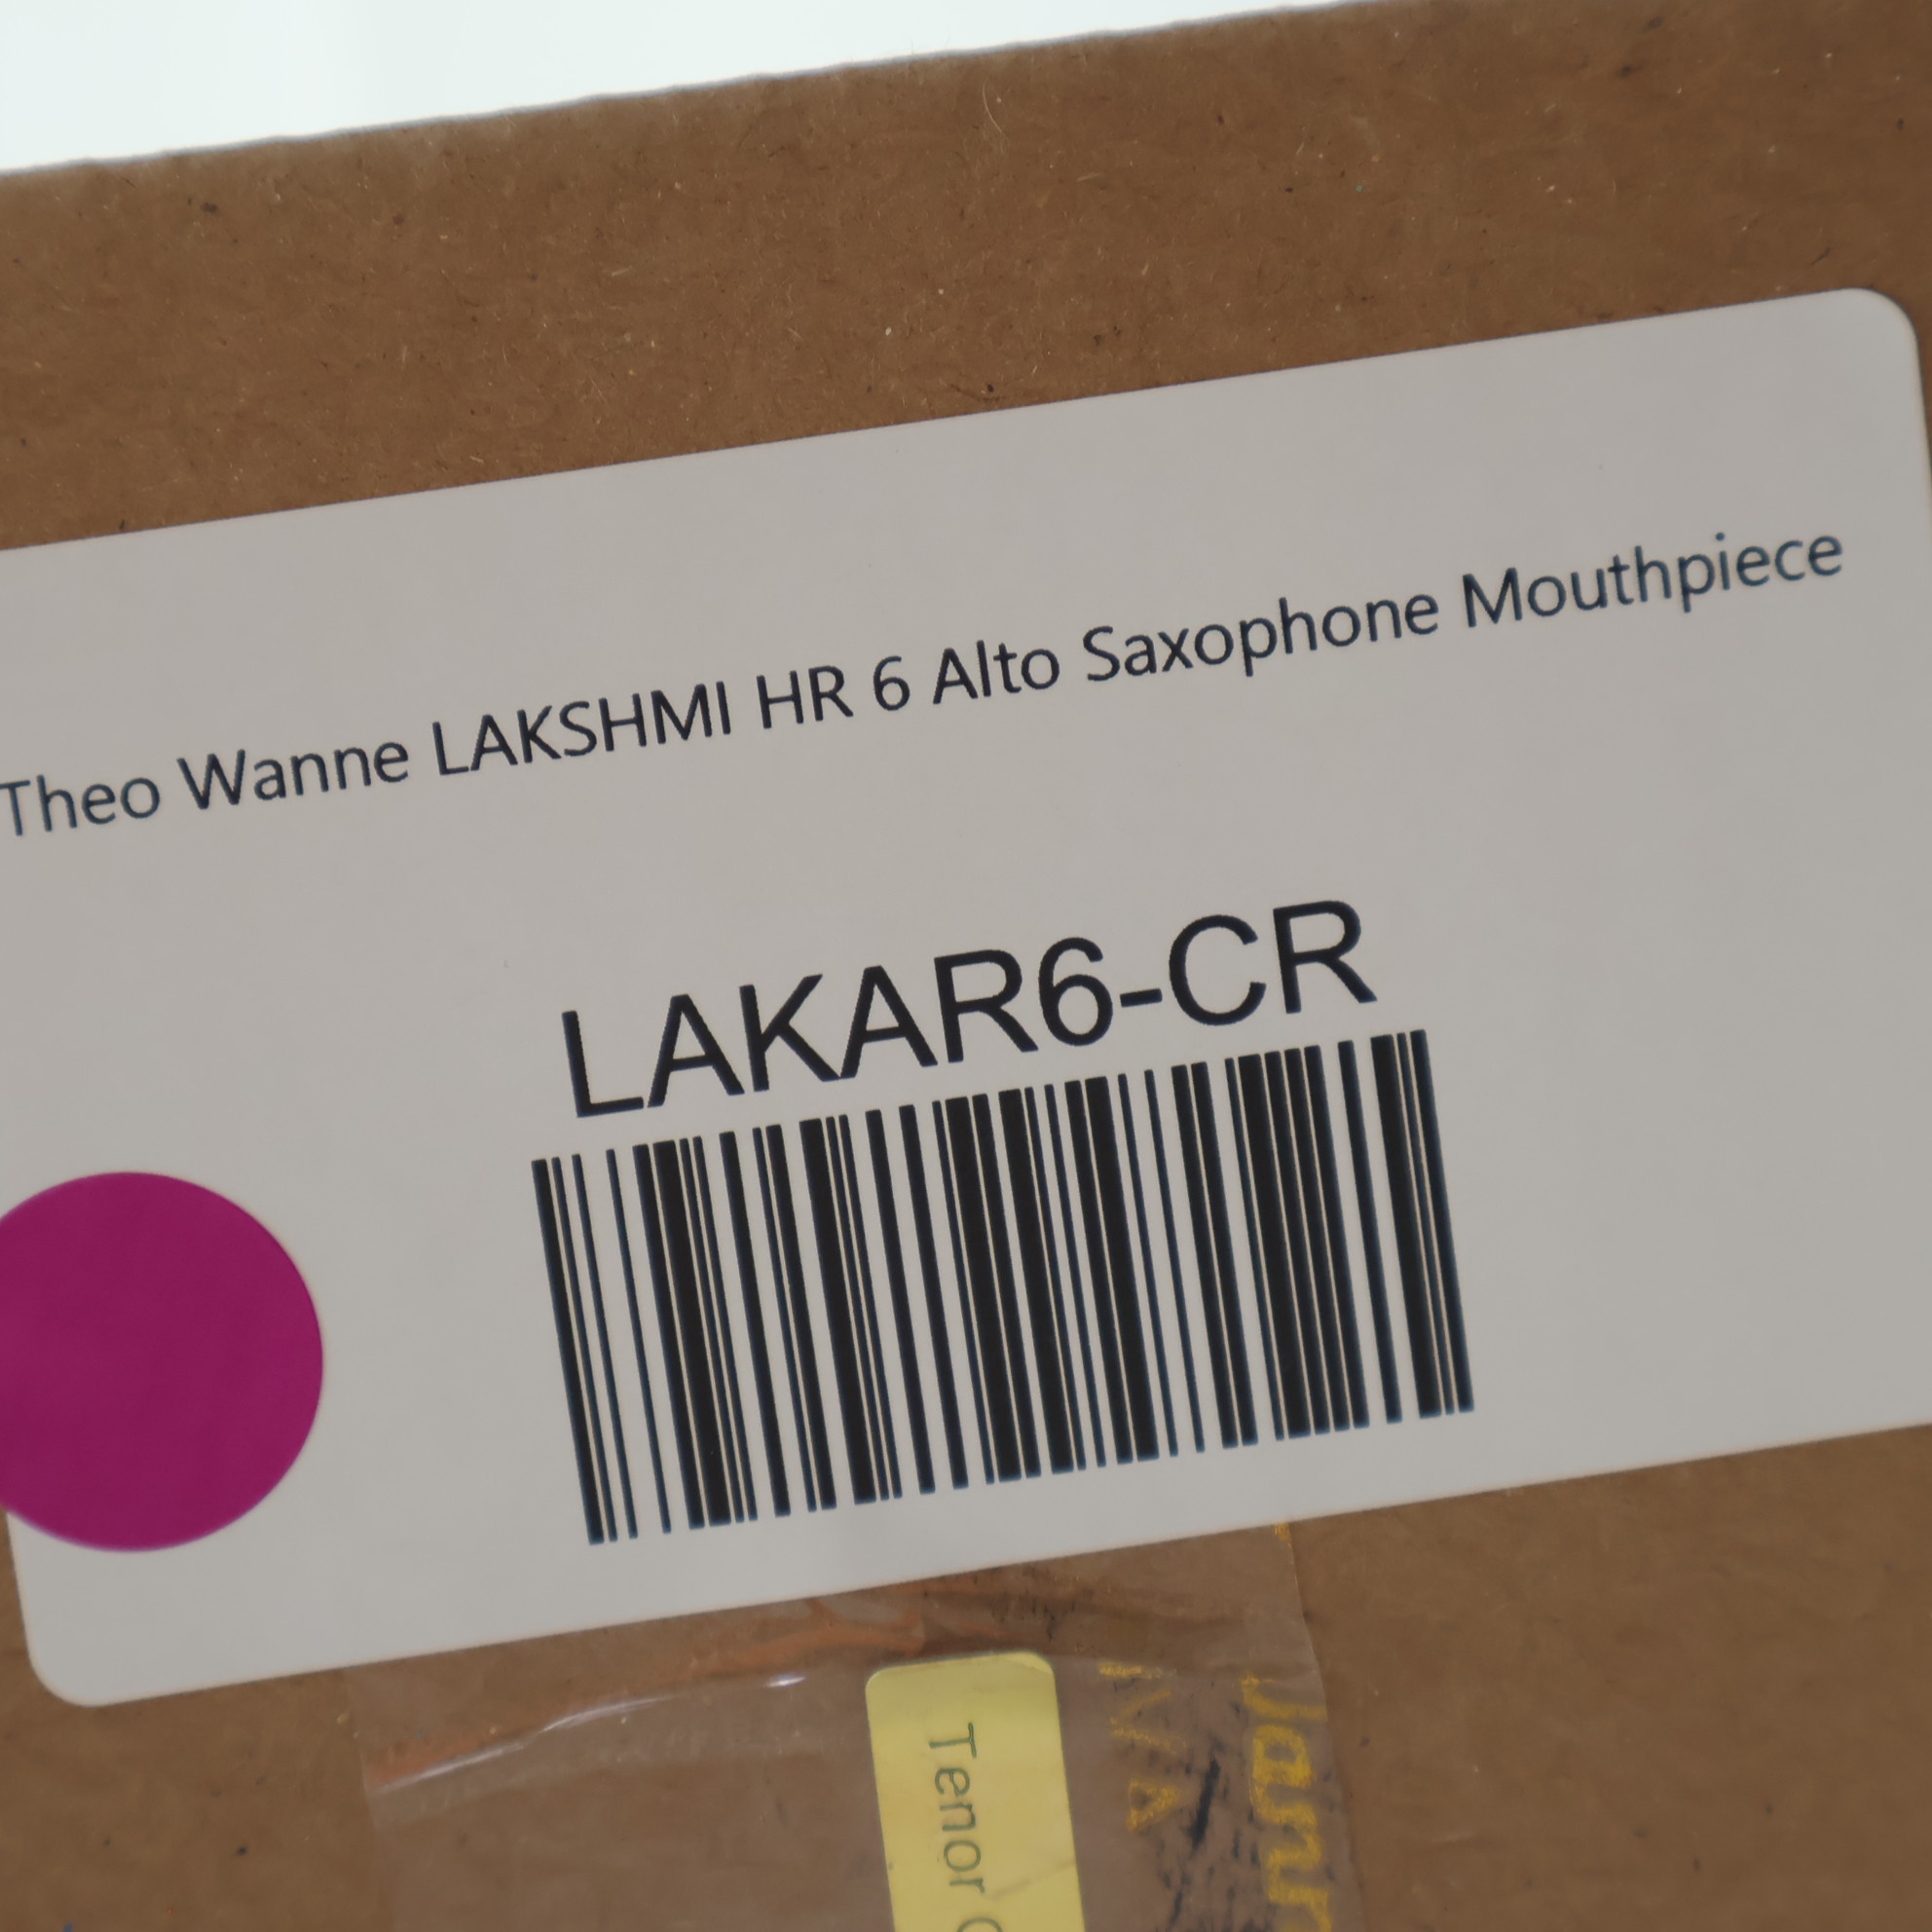 Theo Wanne LAKSHMI HR 6 Alto Saxophone Mouthpiece
LAKAR6-CR
Tenor